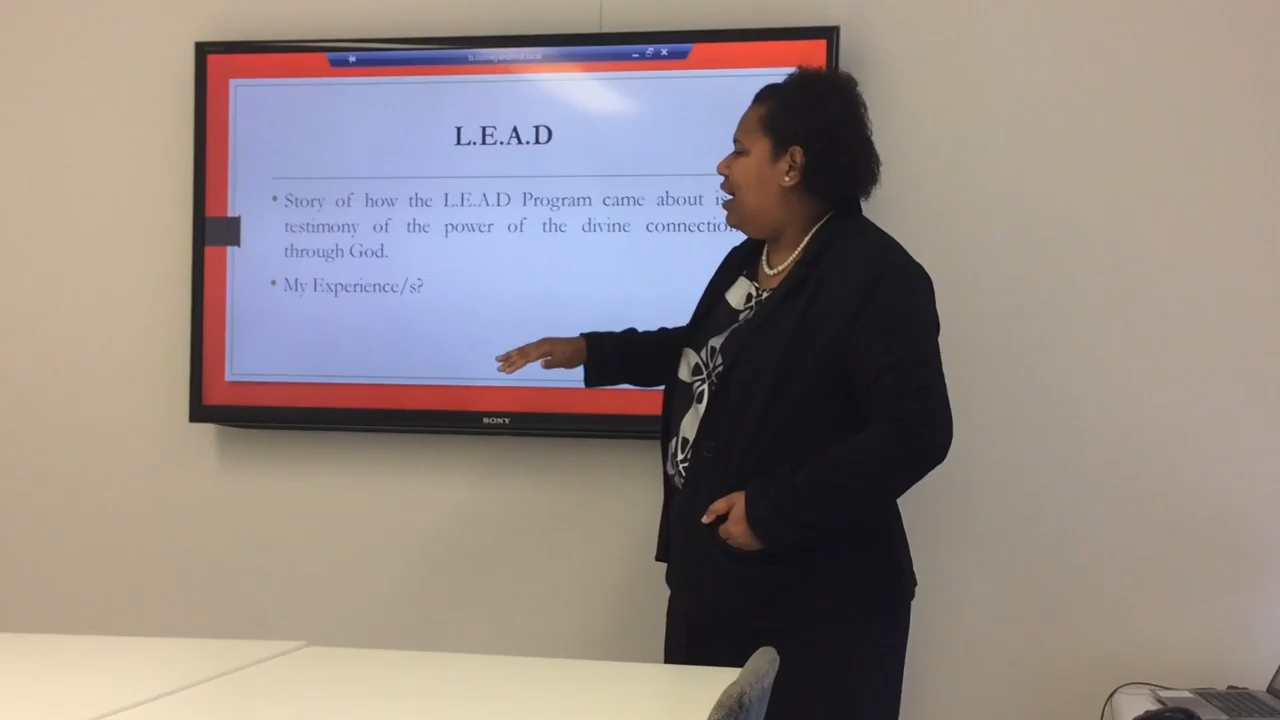 L.E.A.D
• Story of how the L.E.A.D Program came about is
testimony of the power of the divine connection
through God.
• My Experience/s?
SONY